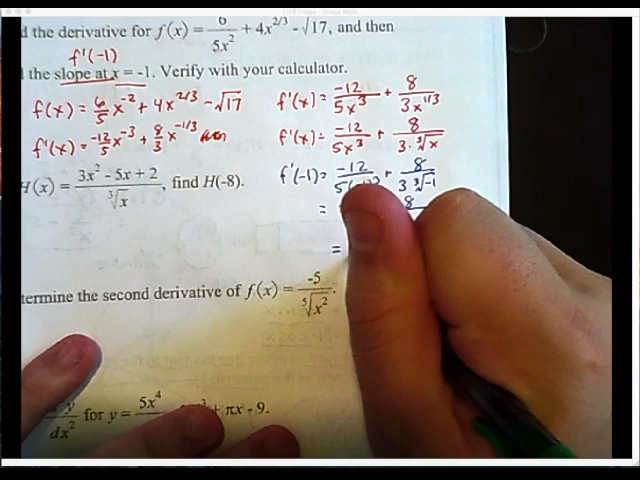 d the derivative for f(x) = 6/5x² + 4x^{2/3} - √17, and then
f'(-1)
d the slope at x = -1. Verify with your calculator.
f(x) = 6/5 x^{-2} + 4x^{2/3} - √17
f'(x) = -12/5 x^{-3} + 8/3 x^{-1/3}
f'(x) = -12/5x³ + 8/3x^{1/3}
f'(x) = -12/5x³ + 8/3·∛x
f'(-1) = -12/5( + 8/3∛-1
= 8
=
H(x) = 3x² - 5x + 2/∛x, find H(-8).
termine the second derivative of f(x) = -5/⁵√x².
y/dx² for y = 5x⁴ + πx - 9.